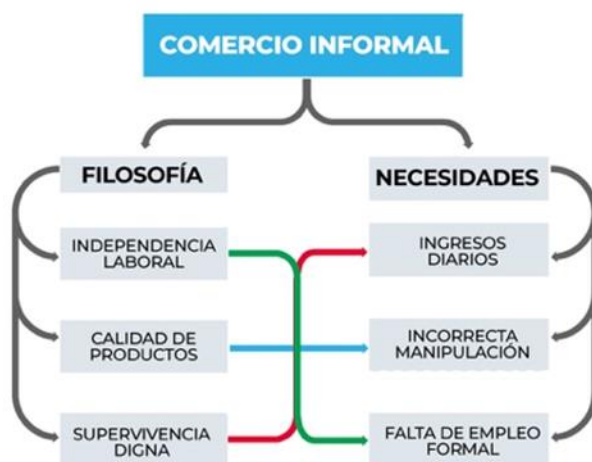 COMERCIO INFORMAL
FILOSOFÍA
NECESIDADES
INDEPENDENCIA
LABORAL
INGRESOS
DIARIOS
CALIDAD DE
PRODUCTOS
INCORRECTA
MANIPULACIÓN
SUPERVIVENCIA
DIGNA
FALTA DE EMPLEO
FORMAL